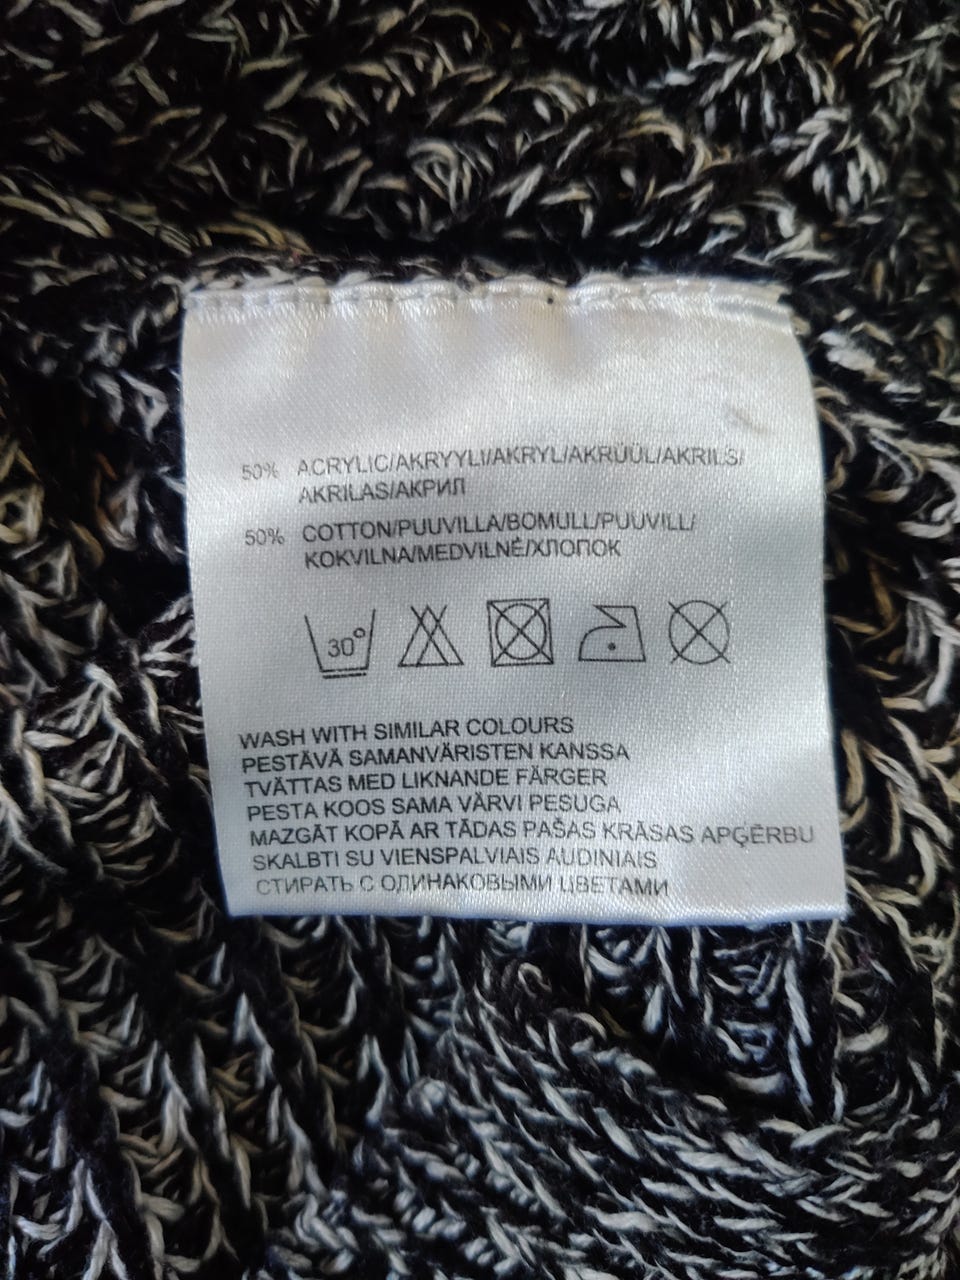 50% ACRYLIC/AKRYYLI/AKRYL/AKRÜÜL/AKRILS/
AKRILAS/АКРИЛ
50% COTTON/PUUVILLA/BOMULL/PUUVILL/
KOKVILNA/MEDVILNĖ/ХЛОПОК
30°
WASH WITH SIMILAR COLOURS
PESTÄVÄ SAMANVÄRISTEN KANSSA
TVÄTTAS MED LIKNANDE FÄRGER
PESTA KOOS SAMA VÄRVI PESUGA
MAZGĀT KOPĀ AR TĀDAS PAŠAS KRĀSAS APĢĒRBU
SKALBTI SU VIENSPALVIAIS AUDINIAIS
СТИРАТЬ С ОДИНАКОВЫМИ ЦВЕТАМИ